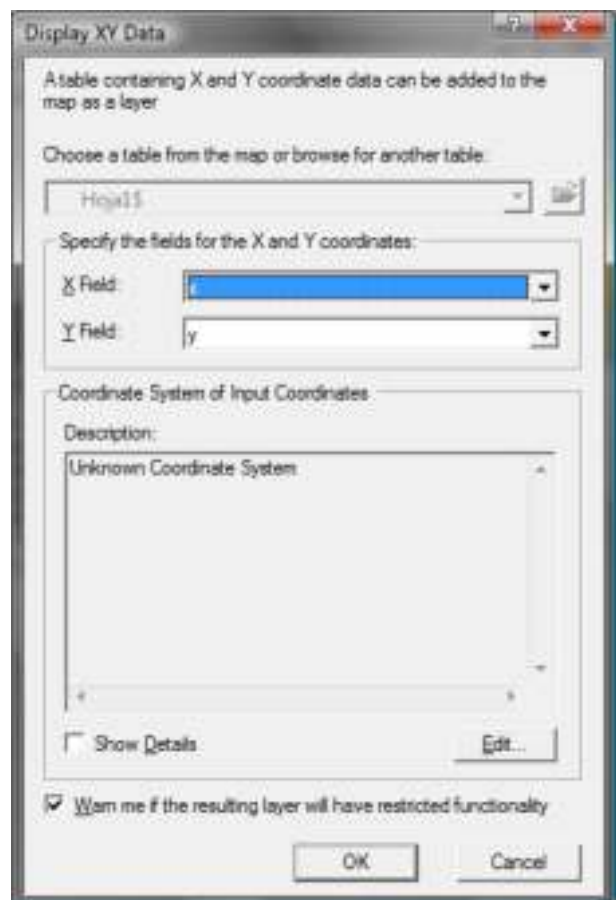 Display XY Data
A table containing X and Y coordinate data can be added to the
map as a layer
Choose a table from the map or browse for another table:
Hoja1$
Specify the fields for the X and Y coordinates:
X Field:
Y Field: y
Coordinate System of Input Coordinates
Description:
Unknown Coordinate System
Show Details
Edit...
Warn me if the resulting layer will have restricted functionality
OK Cancel